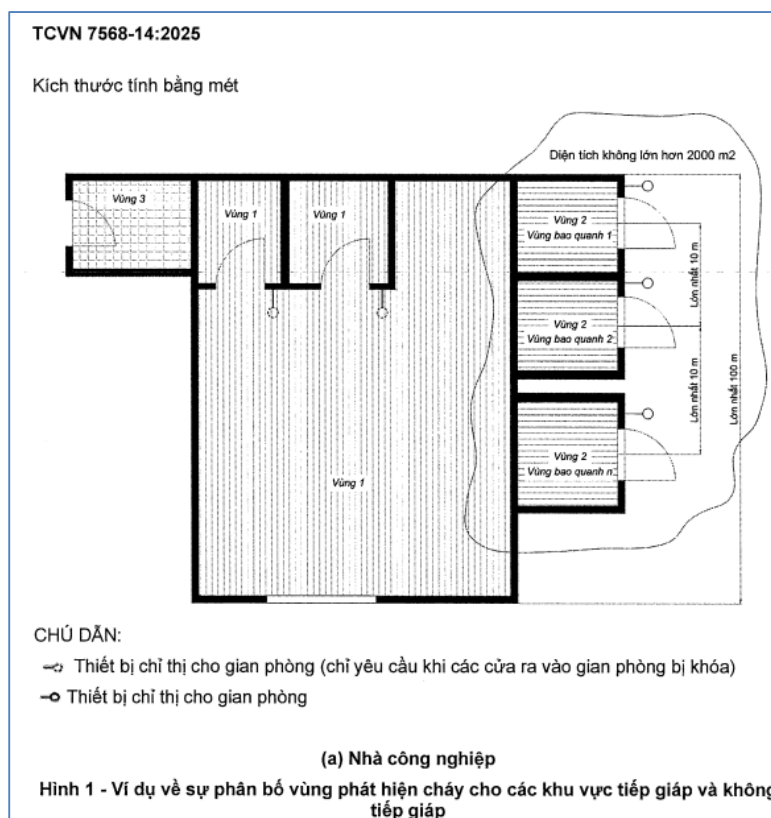 TCVN 7568-14:2025
Kích thước tính bằng mét
Diện tích không lớn hơn 2000 m2
Vùng 3
Vùng 1
Vùng 1
Vùng 2
Vùng bao quanh 1
Lớn nhất 10 m
Vùng 2
Vùng bao quanh 2
Lớn nhất 10 m
Lớn nhất 100 m
Vùng 2
Vùng bao quanh n
Vùng 1
CHÚ DẪN:
Thiết bị chỉ thị cho gian phòng (chỉ yêu cầu khi các cửa ra vào gian phòng bị khóa)
Thiết bị chỉ thị cho gian phòng
(a) Nhà công nghiệp
Hình 1 - Ví dụ về sự phân bố vùng phát hiện cháy cho các khu vực tiếp giáp và không
tiếp giáp